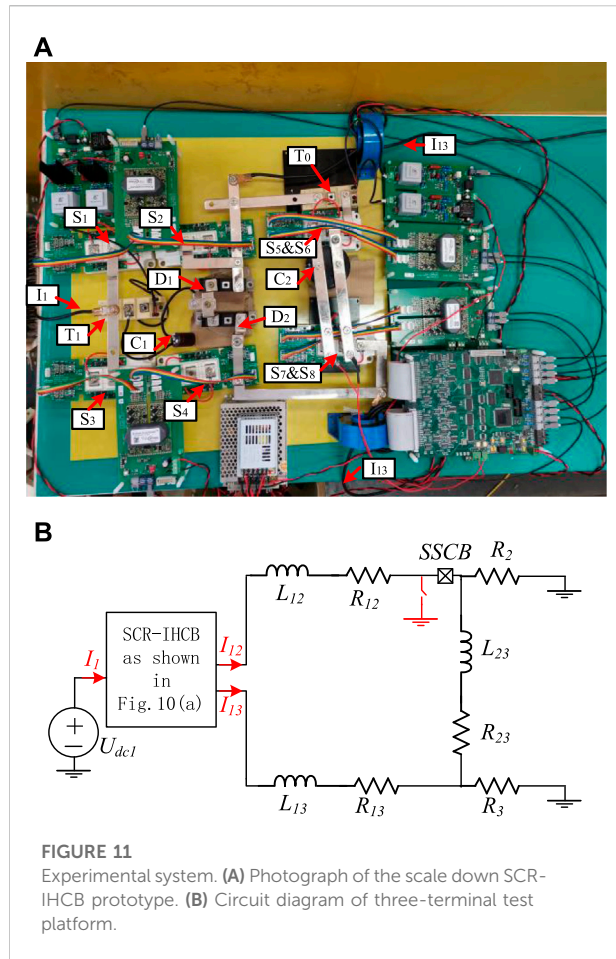 A
T0
I13
S1
S2
S5&S6
D1
C2
I1
T1
C1
D2
S7&S8
S3
S4
I13
B
SSCB
R2
L12
R12
SCR-IHCB
as shown
in
Fig.10(a)
I1
I12
I13
L23
Udc1
R23
L13
R13
R3
FIGURE 11
Experimental system. (A) Photograph of the scale down SCR-
IHCB prototype. (B) Circuit diagram of three-terminal test
platform.